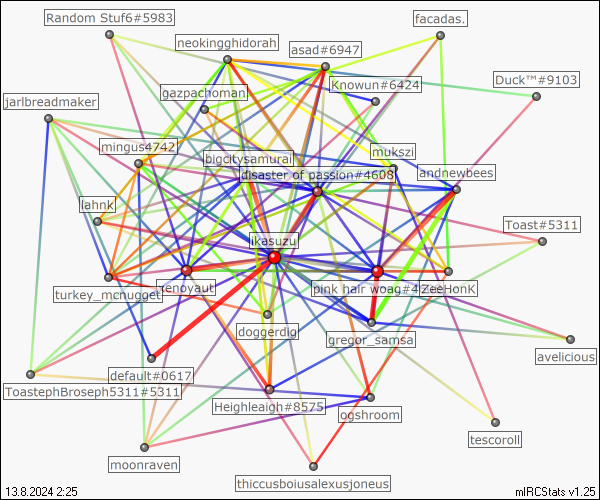 Random Stuf6#5983
facadas.
neokingghidorah
asad#6947
Knowun#6424
Duck™#9103
gazpachoman
jarlbreadmaker
mingus4742
mukszi
bigcitysamurai
disaster of passion#4608
andnewbees
lahnk
Toast#5311
ikasuzu
turkey_mcnugget
renoyaut
pink hair woag#4
ZeeHonK
doggerdig
gregor_samsa
avelicious
default#0617
ToastephBroseph5311#5311
Heighleaigh#8575
ogshroom
tescoroll
moonraven
thiccusboiusalexusjoneus
13.8.2024 2:25
mIRCStats v1.25